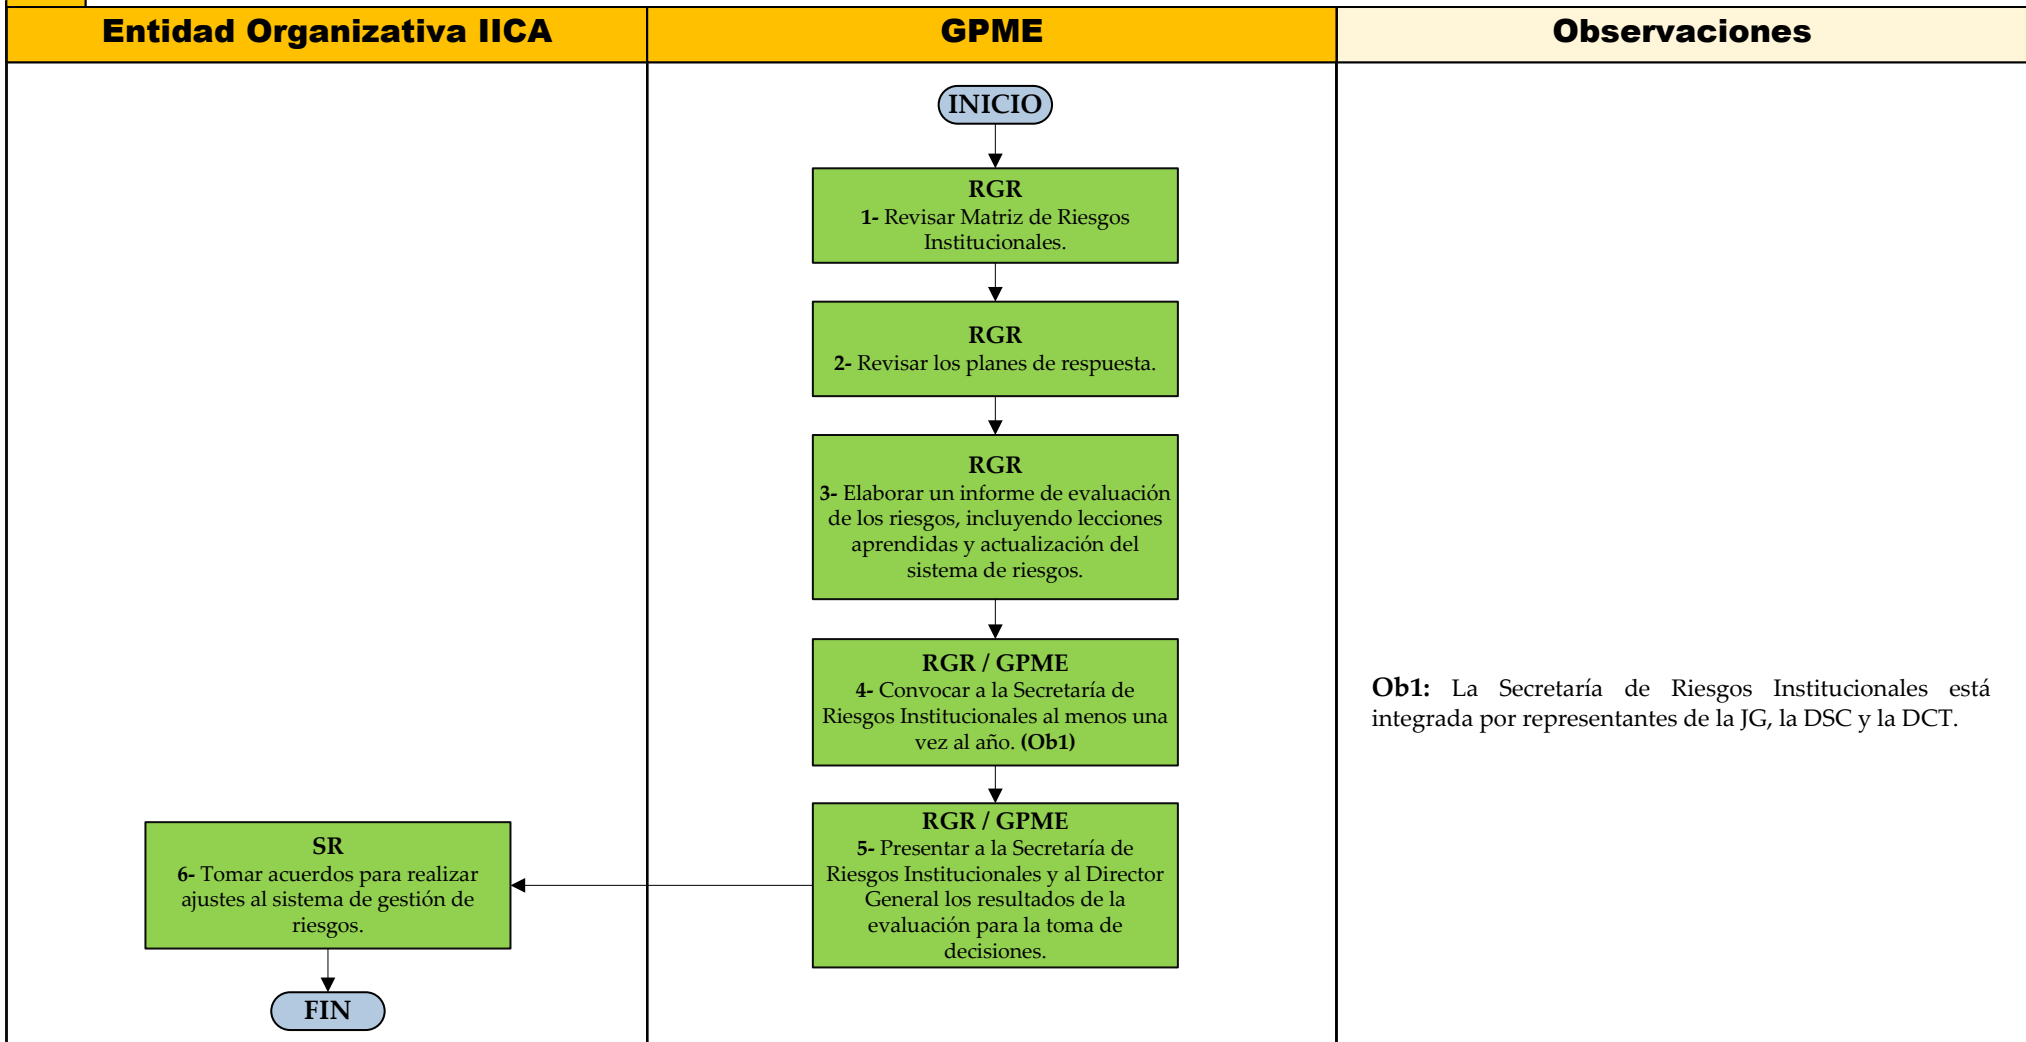 Entidad Organizativa IICA
GPME
Observaciones
INICIO
RGR
1- Revisar Matriz de Riesgos
Institucionales.
RGR
2- Revisar los planes de respuesta.
RGR
3- Elaborar un informe de evaluación
de los riesgos, incluyendo lecciones
aprendidas y actualización del
sistema de riesgos.
RGR / GPME
4- Convocar a la Secretaría de
Riesgos Institucionales al menos una
vez al año. (Ob1)
Ob1: La Secretaría de Riesgos Institucionales está
integrada por representantes de la JG, la DSC y la DCT.
RGR / GPME
5- Presentar a la Secretaría de
Riesgos Institucionales y al Director
General los resultados de la
evaluación para la toma de
decisiones.
SR
6- Tomar acuerdos para realizar
ajustes al sistema de gestión de
riesgos.
FIN